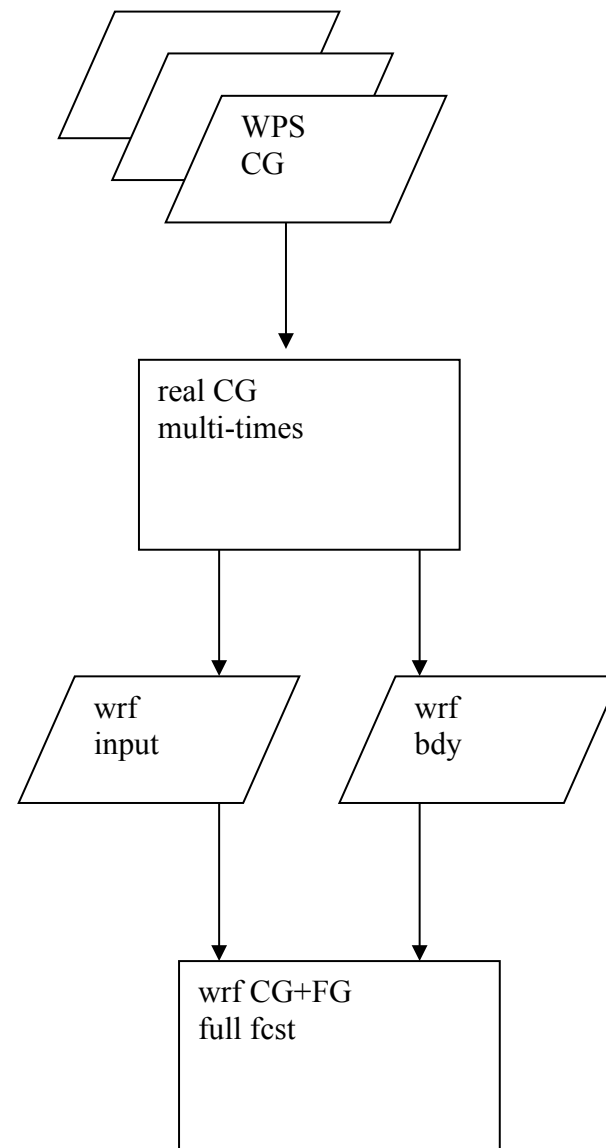 WPS
CG
real CG
multi-times
wrf
input
wrf
bdy
wrf CG+FG
full fcst